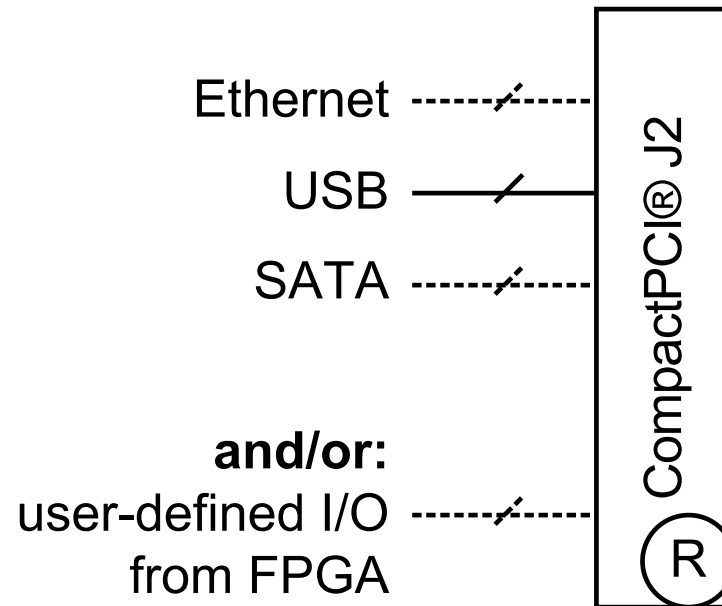 Ethernet
USB
SATA
and/or:
user-defined I/O
from FPGA
CompactPCI® J2
R